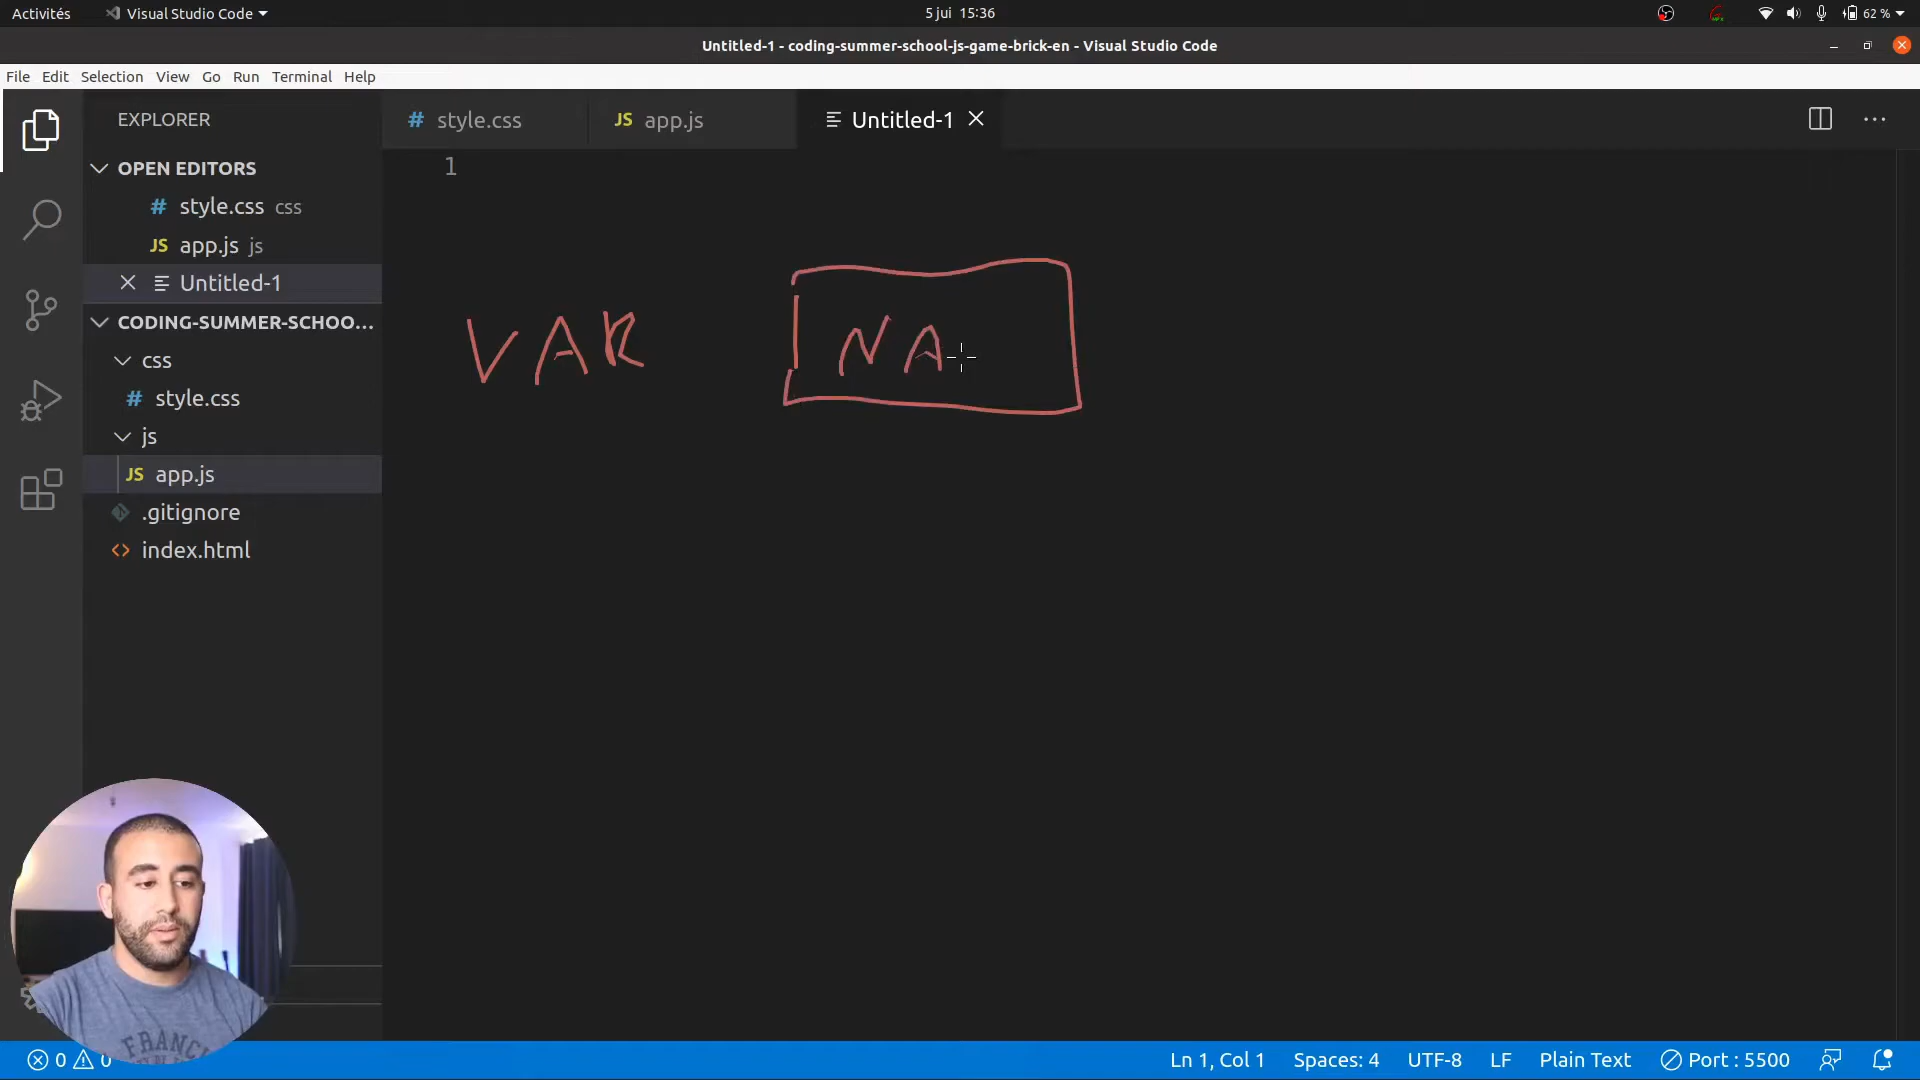 Activités Visual Studio Code 5 jui 15:36 62 %
Untitled-1 - coding-summer-school-js-game-brick-en - Visual Studio Code
File Edit Selection View Go Run Terminal Help
EXPLORER
# style.css JS app.js Untitled-1
OPEN EDITORS
# style.css css
JS app.js js
Untitled-1
CODING-SUMMER-SCHOO...
css
# style.css
js
JS app.js
.gitignore
index.html
1
VAR NA
FRANC
0 0 Ln 1, Col 1 Spaces: 4 UTF-8 LF Plain Text Port : 5500